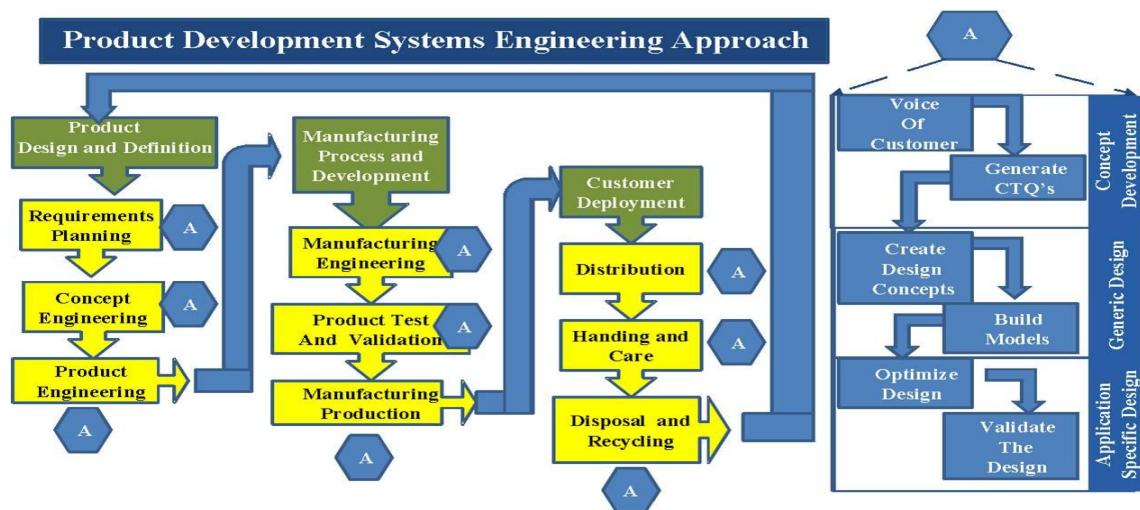 Product Development Systems Engineering Approach
Product
Design and Definition
Requirements
Planning
A
Concept
Engineering
A
Product
Engineering
A
Manufacturing
Process and
Development
Manufacturing
Engineering
A
Product Test
And Validation
A
Manufacturing
Production
A
Customer
Deployment
Distribution
A
Handing and
Care
A
Disposal and
Recycling
A
A
Voice
Of
Customer
Generate
CTQ's
Concept
Development
Create
Design
Concepts
Build
Models
Generic Design
Optimize
Design
Validate
The
Design
Application
Specific Design